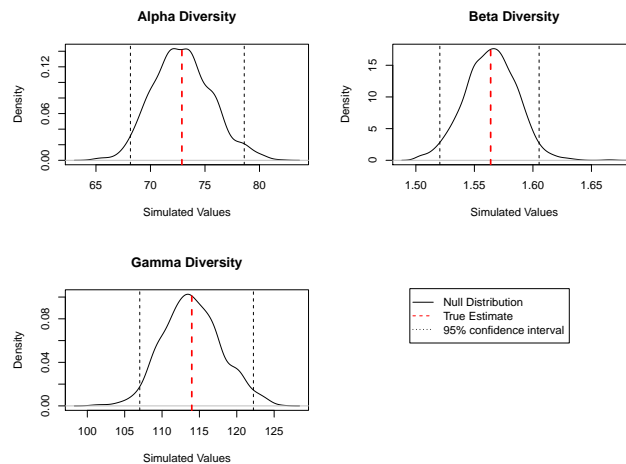 Alpha Diversity
Density
0.00 0.06 0.12
65 70 75 80
Simulated Values
Beta Diversity
Density
0 5 10 15
1.50 1.55 1.60 1.65
Simulated Values
Gamma Diversity
Density
0.00 0.04 0.08
100 105 110 115 120 125
Simulated Values
Null Distribution
True Estimate
95% confidence interval